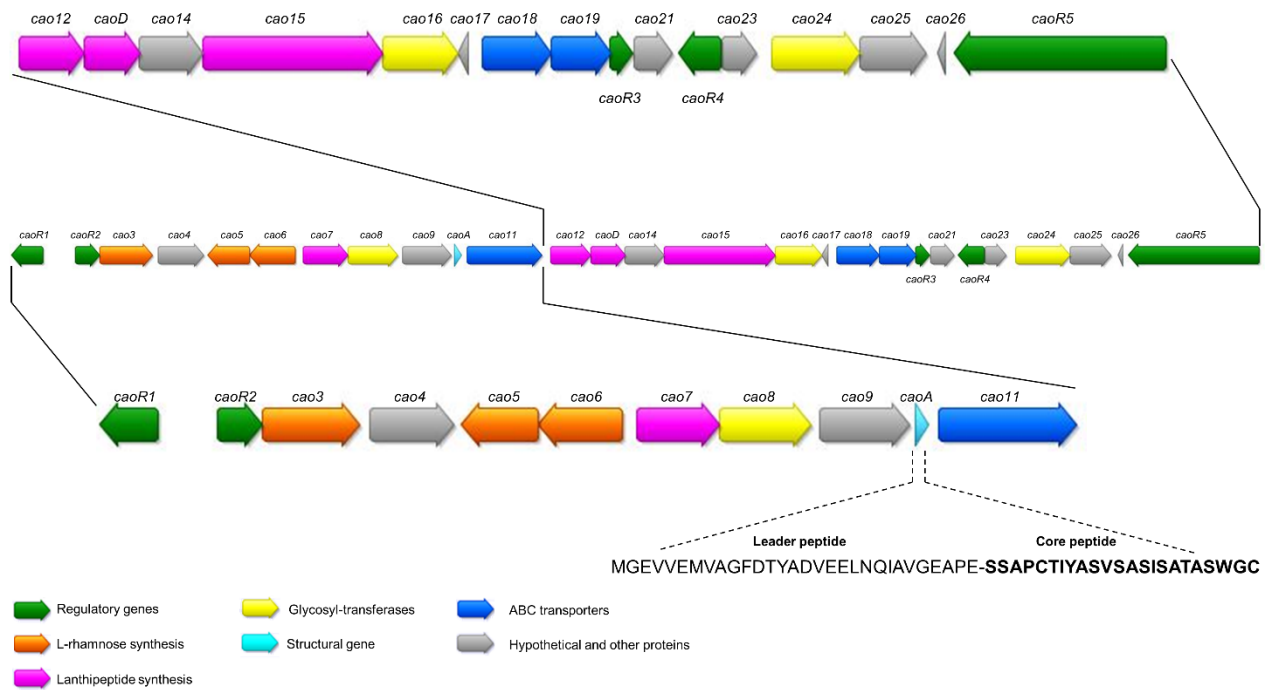 cao12 caoD cao14 cao15 cao16 cao17 cao18 cao19 cao21 cao23 cao24 cao25 cao26 caoR5
caoR3 caoR4
caoR1 caoR2 cao3 cao4 cao5 cao6 cao7 cao8 cao9 caoA cao11 cao12 caoD cao14 cao15 cao16 cao17 cao18 cao19 cao21 cao23 cao24 cao25 cao26 caoR5
caoR3 caoR4
caoR1 caoR2 cao3 cao4 cao5 cao6 cao7 cao8 cao9 caoA cao11
Leader peptide Core peptide
MGEVVEMVAGFDTYADVEELNQIAVGEAPE-SSAPCTIYASVSASISATASWGC
Regulatory genes Glycosyl-transferases ABC transporters
L-rhamnose synthesis Structural gene Hypothetical and other proteins
Lanthipeptide synthesis